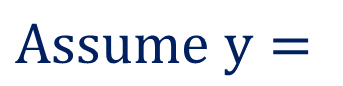 Assume y =